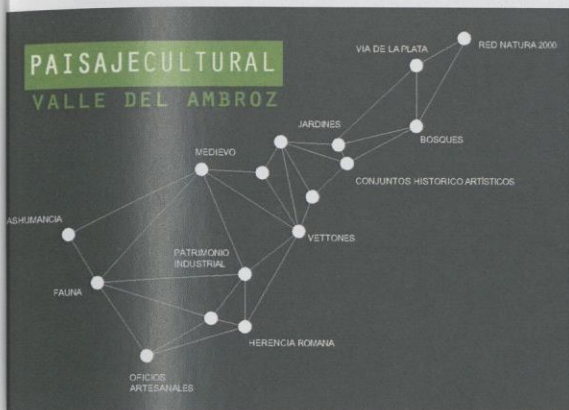 PAISAJECULTURAL
VALLE DEL AMBROZ
VIA DE LA PLATA
RED NATURA 2000
JARDINES
BOSQUES
MEDIEVO
CONJUNTOS HISTORICO ARTÍSTICOS
ASHUMANCIA
VETTONES
PATRIMONIO
INDUSTRIAL
FAUNA
HERENCIA ROMANA
OFICIOS
ARTESANALES